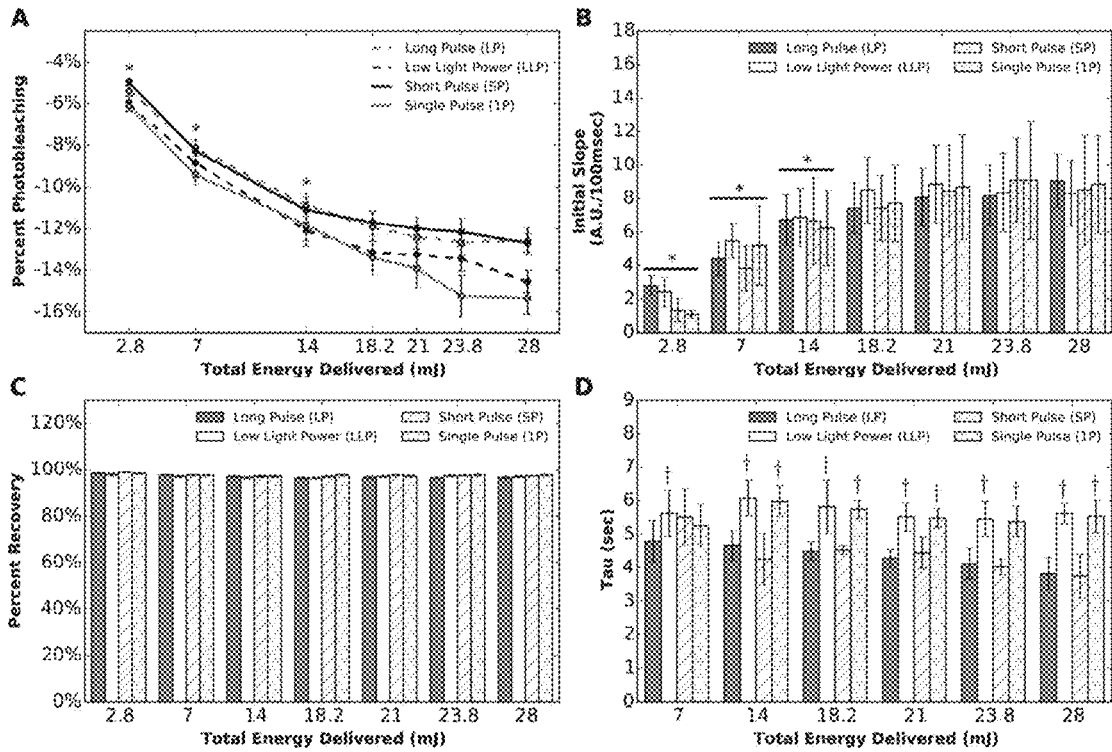 A
Percent Photobleaching
-4%
-6%
-8%
-10%
-12%
-14%
-16%
*
*
*
Long Pulse (LP)
Low Light Power (LLP)
Short Pulse (SP)
Single Pulse (1P)
2.8 7 14 18.2 21 23.8 28
Total Energy Delivered (mJ)
B
Initial Slope
(A.U./100msec)
18
16
14
12
10
8
6
4
2
0
Long Pulse (LP) Short Pulse (SP)
Low Light Power (LLP) Single Pulse (1P)
*
*
*
2.8 7 14 18.2 21 23.8 28
Total Energy Delivered (mJ)
C
Percent Recovery
120%
100%
80%
60%
40%
20%
0%
Long Pulse (LP) Short Pulse (SP)
Low Light Power (LLP) Single Pulse (1P)
2.8 7 14 18.2 21 23.8 28
Total Energy Delivered (mJ)
D
Tau (sec)
9
8
7
6
5
4
3
2
1
0
Long Pulse (LP) Short Pulse (SP)
Low Light Power (LLP) Single Pulse (1P)
† † † † † † † † † † †
7 14 18.2 21 23.8 28
Total Energy Delivered (mJ)